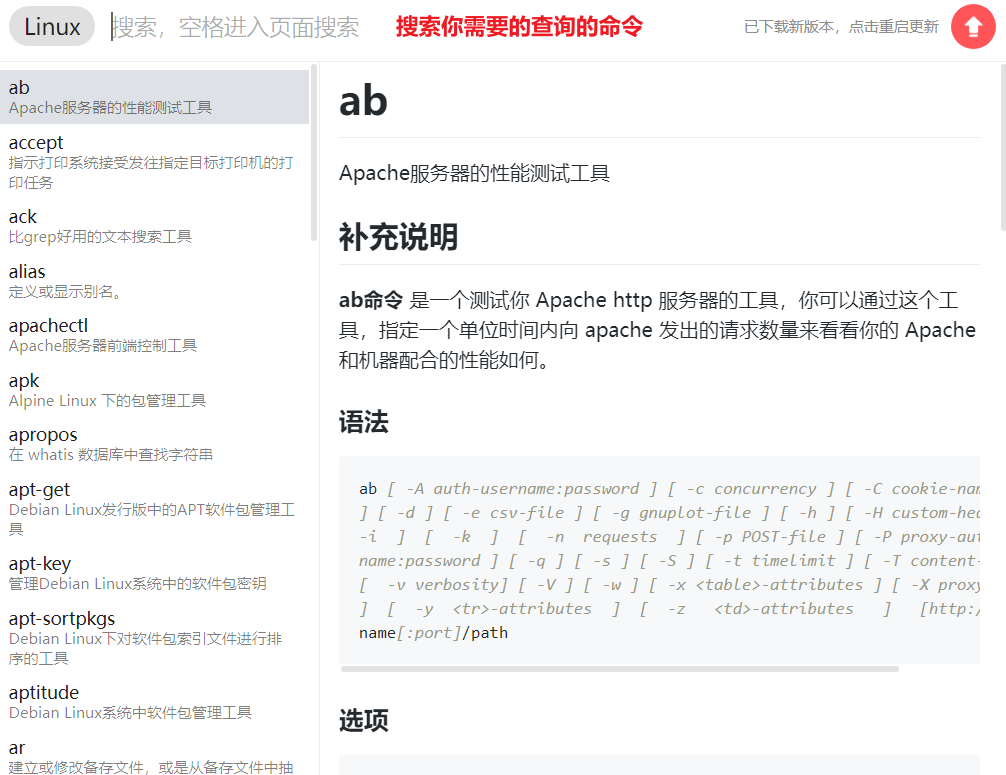 Linux 搜索，空格进入页面搜索 搜索你需要的查询的命令 已下载新版本，点击重启更新
ab
Apache服务器的性能测试工具
accept
指示打印系统接受发往指定目标打印机的打
印任务
ack
比grep好用的文本搜索工具
alias
定义或显示别名。
apachectl
Apache服务器前端控制工具
apk
Alpine Linux 下的包管理工具
apropos
在 whatis 数据库中查找字符串
apt-get
Debian Linux发行版中的APT软件包管理工
具
apt-key
管理Debian Linux系统中的软件包密钥
apt-sortpkgs
Debian Linux下对软件包索引文件进行排
序的工具
aptitude
Debian Linux系统中软件包管理工具
ar
建立或修改备存文件，或是从备存文件中抽
ab
Apache服务器的性能测试工具
补充说明
ab命令 是一个测试你 Apache http 服务器的工具，你可以通过这个工
具，指定一个单位时间内向 apache 发出的请求数量来看看你的 Apache
和机器配合的性能如何。
语法
ab [ -A auth-username:password ] [ -c concurrency ] [ -C cookie-nam
] [ -d ] [ -e csv-file ] [ -g gnuplot-file ] [ -h ] [ -H custom-hea
-i ] [ -k ] [ -n requests ] [ -p POST-file ] [ -P proxy-aut
name:password ] [ -q ] [ -s ] [ -S ] [ -t timelimit ] [ -T content-
[ -v verbosity] [ -V ] [ -w ] [ -x <table>-attributes ] [ -X proxy
] [ -y <tr>-attributes ] [ -z <td>-attributes ] [http:/
name[:port]/path
选项